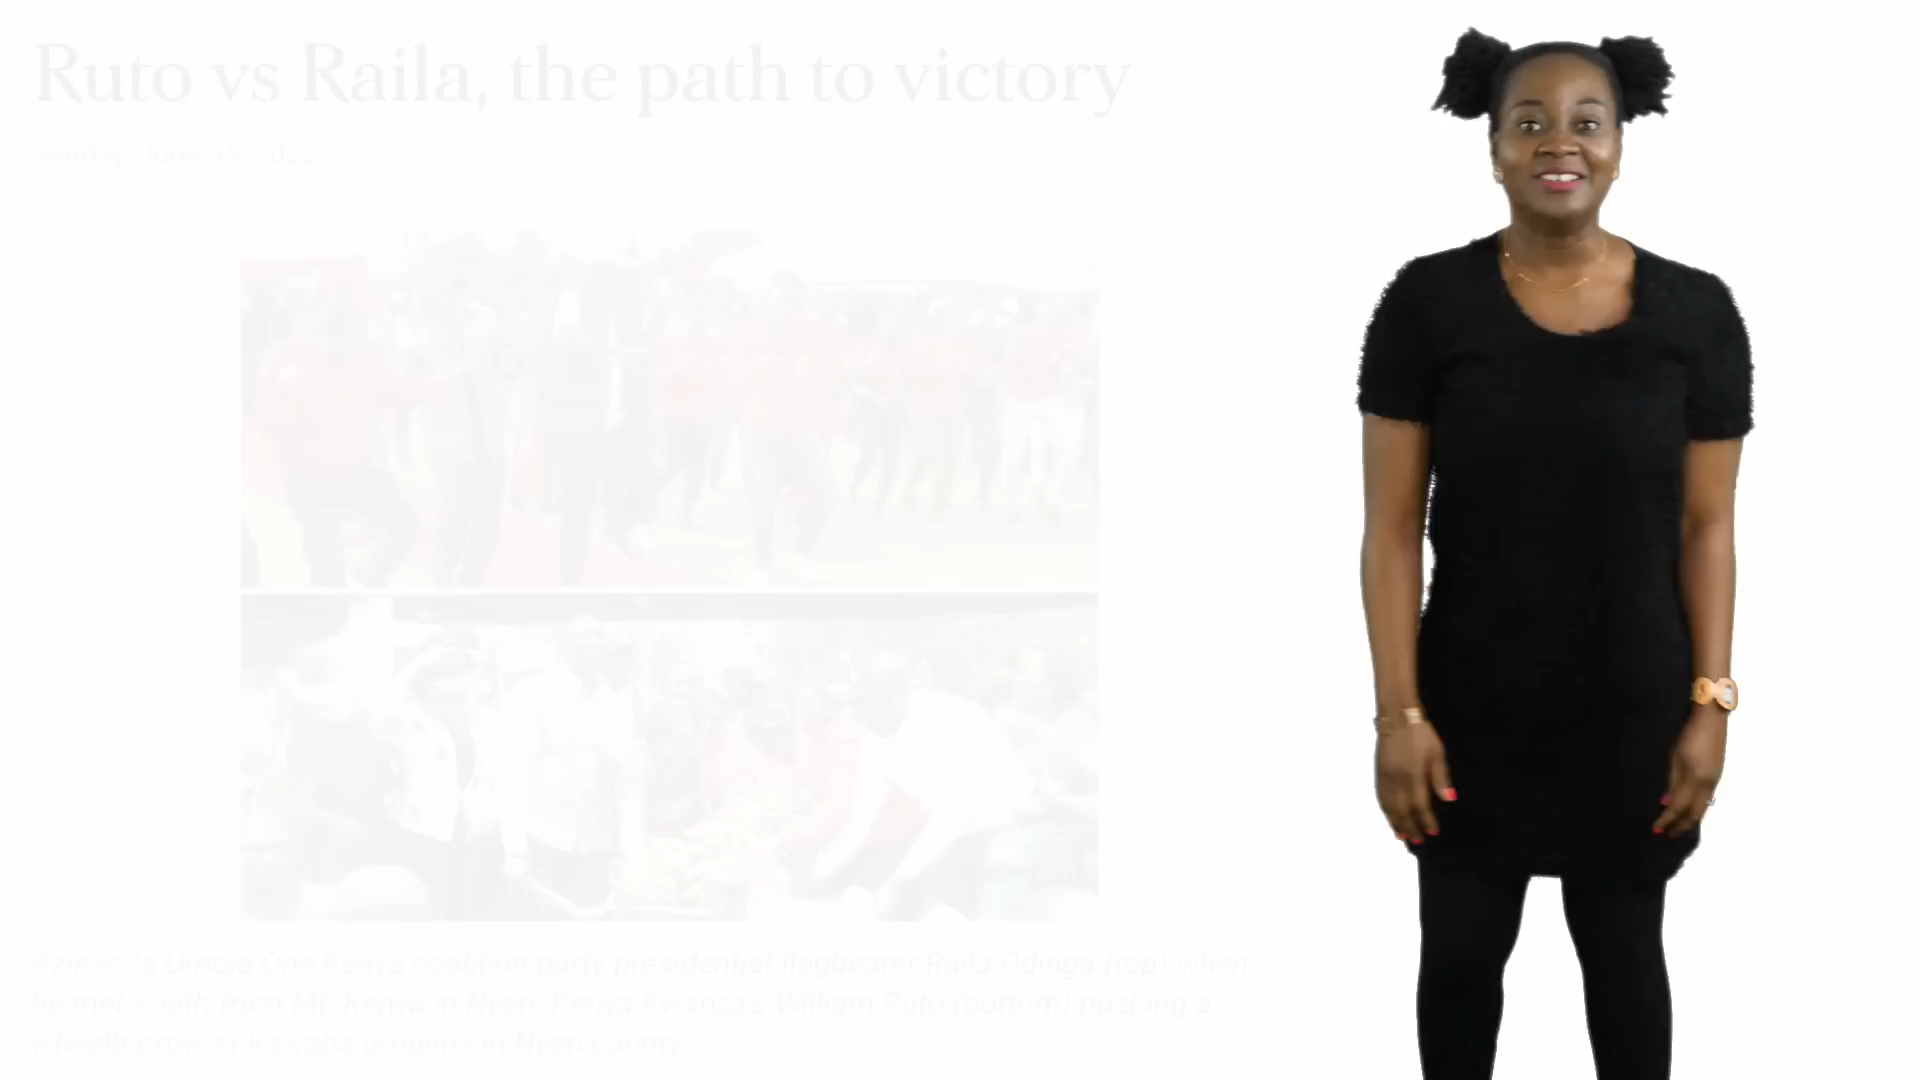 Ruto vs Raila, the path to victory
Sunday, June 05, 2022
Azimio la Umoja One Kenya coalition party presidential flagbearer Raila Odinga (top) when
he met Youth from Mt. Kenya in Nyeri. Kenya Kwanza's William Ruto (bottom) pushing a
wheelbarrow at Kaiyaba grounds in Nyeri county